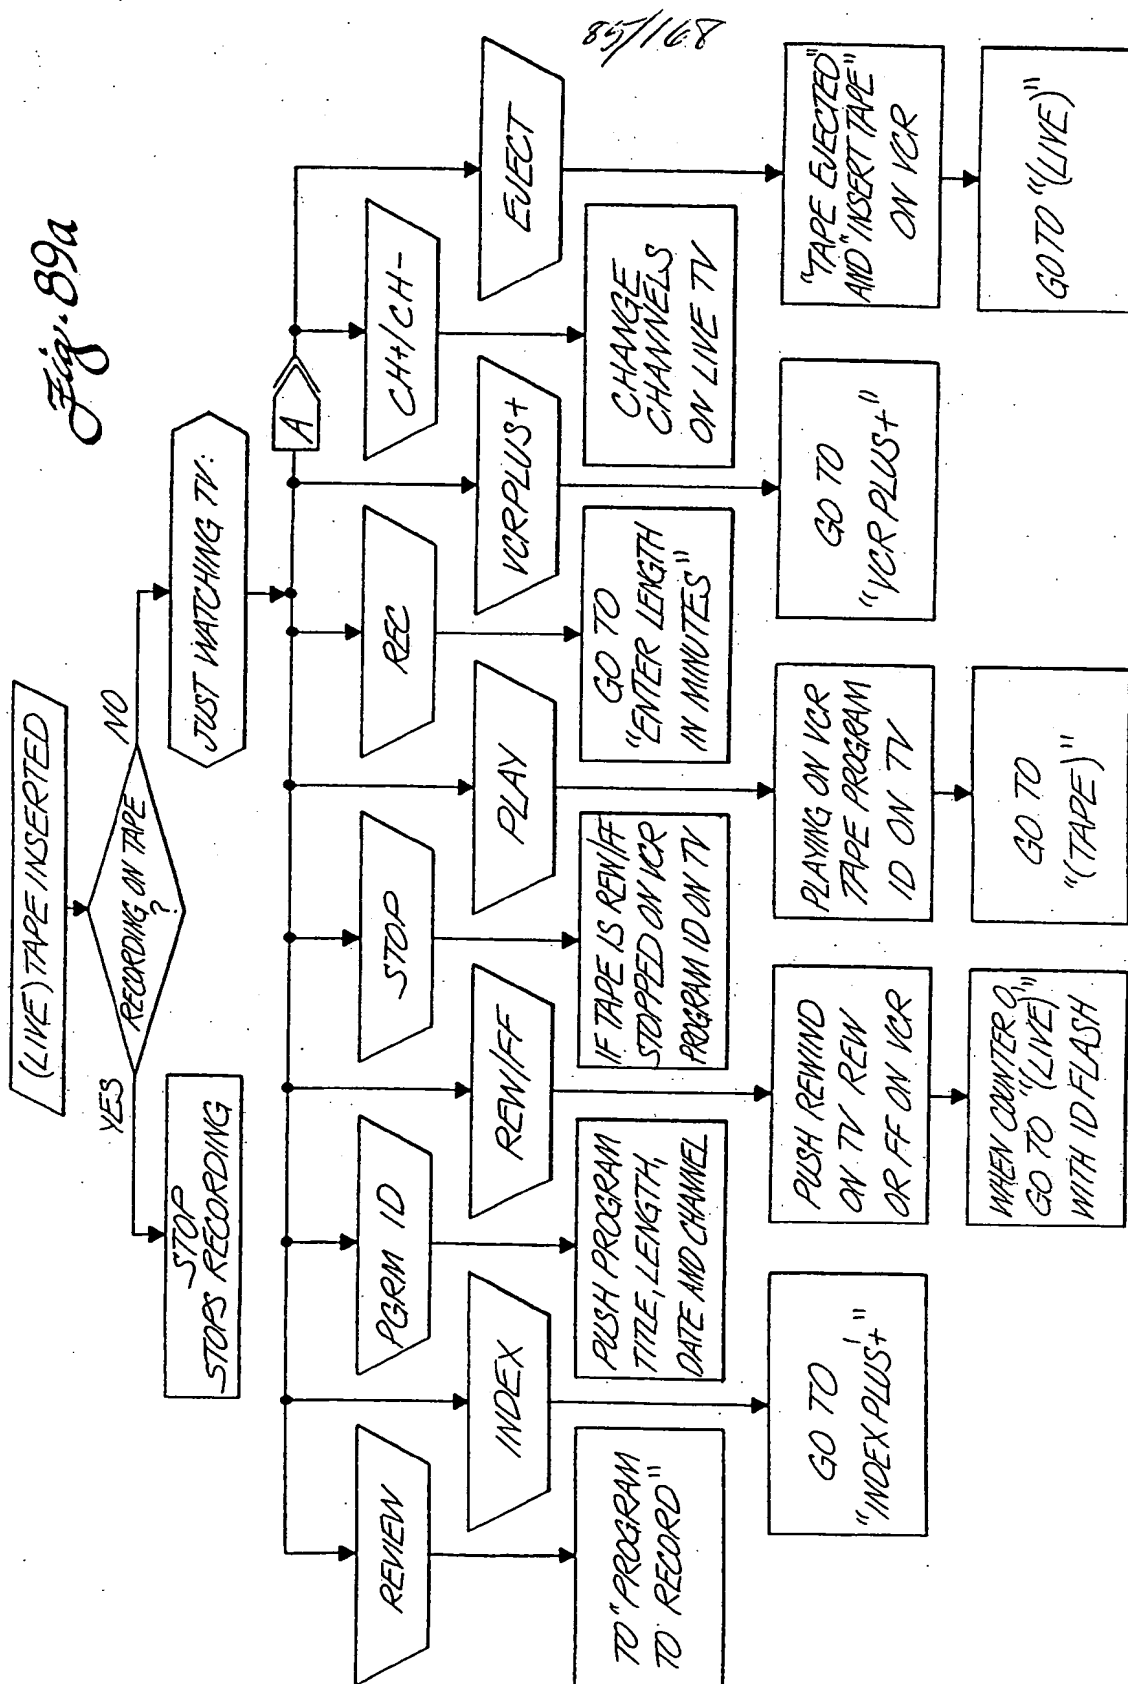 Fig. 89a
85/168
(LIVE) TAPE INSERTED
RECORDING ON TAPE
?
YES
NO
STOP
STOPS RECORDING
JUST WATCHING TV:
A
REVIEW
TO "PROGRAM
TO RECORD"
INDEX
GO TO
"INDEX PLUS+"
PGRM ID
PUSH PROGRAM
TITLE, LENGTH,
DATE AND CHANNEL
REW/FF
PUSH REWIND
ON TV REW
OR FF ON VCR
WHEN COUNTER 0,
GO TO "(LIVE)"
WITH ID FLASH
STOP
IF TAPE IS REW/FF
STOPPED ON VCR
PROGRAM ID ON TV
PLAY
PLAYING ON VCR
TAPE PROGRAM
ID ON TV
GO TO
"(TAPE)"
REC
GO TO
"ENTER LENGTH
IN MINUTES"
VCRPLUS+
GO TO
"VCR PLUS+"
CH+/CH-
CHANGE
CHANNELS
ON LIVE TV
EJECT
"TAPE EJECTED"
AND "INSERT TAPE"
ON VCR
GO TO "(LIVE)"